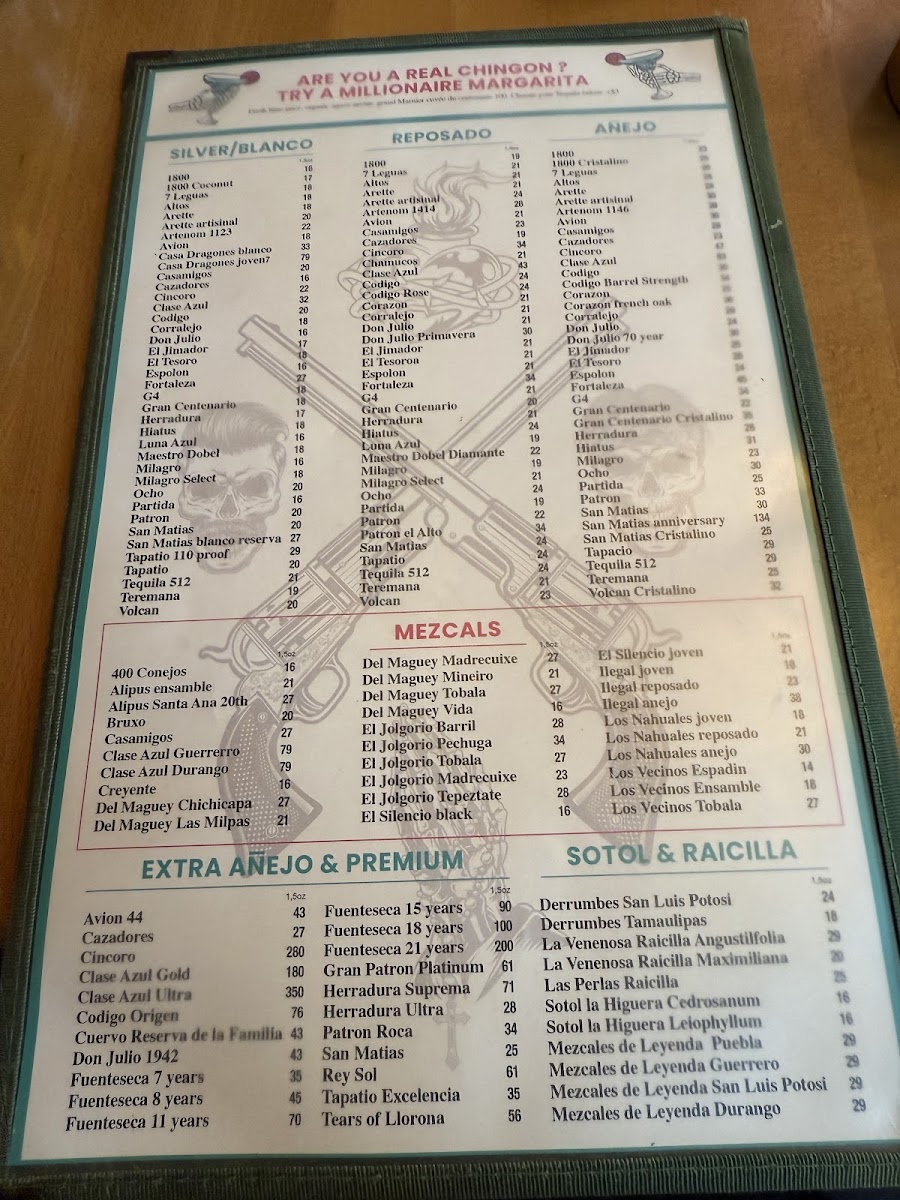 ARE YOU A REAL CHINGON ?
TRY A MILLIONAIRE MARGARITA
SILVER/BLANCO
1,5oz
1800 16
1800 Coconut 17
7 Leguas 18
Altos 18
Arette 18
Arette artisinal 20
Artenom 1123 22
Avion 18
Casa Dragones blanco 33
Casa Dragones joven7 79
Casamigos 20
Cazadores 16
Cincoro 22
Clase Azul 32
Codigo 20
Corralejo 18
Don Julio 16
El Jimador 17
El Tesoro 18
Espolon 16
Fortaleza 27
G4 18
Gran Centenario 18
Herradura 17
Hiatus 18
Luna Azul 16
Maestro Dobel 18
Milagro 16
Milagro Select 18
Ocho 20
Partida 16
Patron 20
San Matias 20
San Matias blanco reserva 27
Tapatio 110 proof 29
Tapatio 20
Tequila 512 21
Teremana 19
Volcan 20
REPOSADO
1,5oz
1800 19
7 Leguas 21
Altos 21
Arette 21
Arette artisinal 24
Artenom 1414 28
Avion 21
Casamigos 23
Cazadores 19
Cincoro 34
Chamucos 21
Clase Azul 43
Codigo 24
Codigo Rose 24
Corazon 21
Corralejo 21
Don Julio 21
Don Julio Primavera 30
El Jimador 21
El Tesoron 21
Espolon 21
Fortaleza 34
G4 21
Gran Centenario 20
Herradura 21
Hiatus 24
Luna Azul 19
Maestro Dobel Diamante 22
Milagro 19
Milagro Select 21
Ocho 24
Partida 19
Patron 22
Patron el Alto 34
San Matias 24
Tapatio 24
Tequila 512 24
Teremana 21
Volcan 23
AÑEJO
1800
1800 Cristalino
7 Leguas
Altos
Arette
Arette artisinal
Artenom 1146
Avion
Casamigos
Cazadores
Cincoro
Clase Azul
Codigo
Codigo Barrel Strength
Corazon
Corazon french oak
Corralejo
Don Julio
Don Julio 70 year
El Jimador
El Tesoro
Espolon
Fortaleza
G4
Gran Centenario
Gran Centenario Cristalino
Herradura 28
Hiatus 31
Milagro 23
Ocho 30
Partida 25
Patron 33
San Matias 30
San Matias anniversary 134
San Matias Cristalino 25
Tapacio 29
Tequila 512 29
Teremana 25
Volcan Cristalino 32
MEZCALS
1,5oz
400 Conejos 16
Alipus ensamble 21
Alipus Santa Ana 20th 27
Bruxo 20
Casamigos 27
Clase Azul Guerrerro 79
Clase Azul Durango 79
Creyente 16
Del Maguey Chichicapa 27
Del Maguey Las Milpas 21
1,5oz
Del Maguey Madrecuixe 27
Del Maguey Mineiro 21
Del Maguey Tobala 27
Del Maguey Vida 16
El Jolgorio Barril 28
El Jolgorio Pechuga 34
El Jolgorio Tobala 27
El Jolgorio Madrecuixe 23
El Jolgorio Tepeztate 28
El Silencio black 16
1,5oz
El Silencio joven 21
Ilegal joven 18
Ilegal reposado 23
Ilegal anejo 38
Los Nahuales joven 18
Los Nahuales reposado 21
Los Nahuales anejo 30
Los Vecinos Espadin 14
Los Vecinos Ensamble 18
Los Vecinos Tobala 27
EXTRA AÑEJO & PREMIUM
1,5oz
Avion 44 43
Cazadores 27
Cincoro 280
Clase Azul Gold 180
Clase Azul Ultra 350
Codigo Origen 76
Cuervo Reserva de la Familia 43
Don Julio 1942 43
Fuenteseca 7 years 35
Fuenteseca 8 years 45
Fuenteseca 11 years 70
1,5oz
Fuenteseca 15 years 90
Fuenteseca 18 years 100
Fuenteseca 21 years 200
Gran Patron Platinum 61
Herradura Suprema 71
Herradura Ultra 28
Patron Roca 34
San Matias 25
Rey Sol 61
Tapatio Excelencia 35
Tears of Llorona 56
SOTOL & RAICILLA
1,5oz
Derrumbes San Luis Potosi 24
Derrumbes Tamaulipas 18
La Venenosa Raicilla Angustilfolia 29
La Venenosa Raicilla Maximiliana 29
Las Perlas Raicilla 25
Sotol la Higuera Cedrosanum 16
Sotol la Higuera Leiophyllum 16
Mezcales de Leyenda Puebla 29
Mezcales de Leyenda Guerrero 29
Mezcales de Leyenda San Luis Potosi 29
Mezcales de Leyenda Durango 29